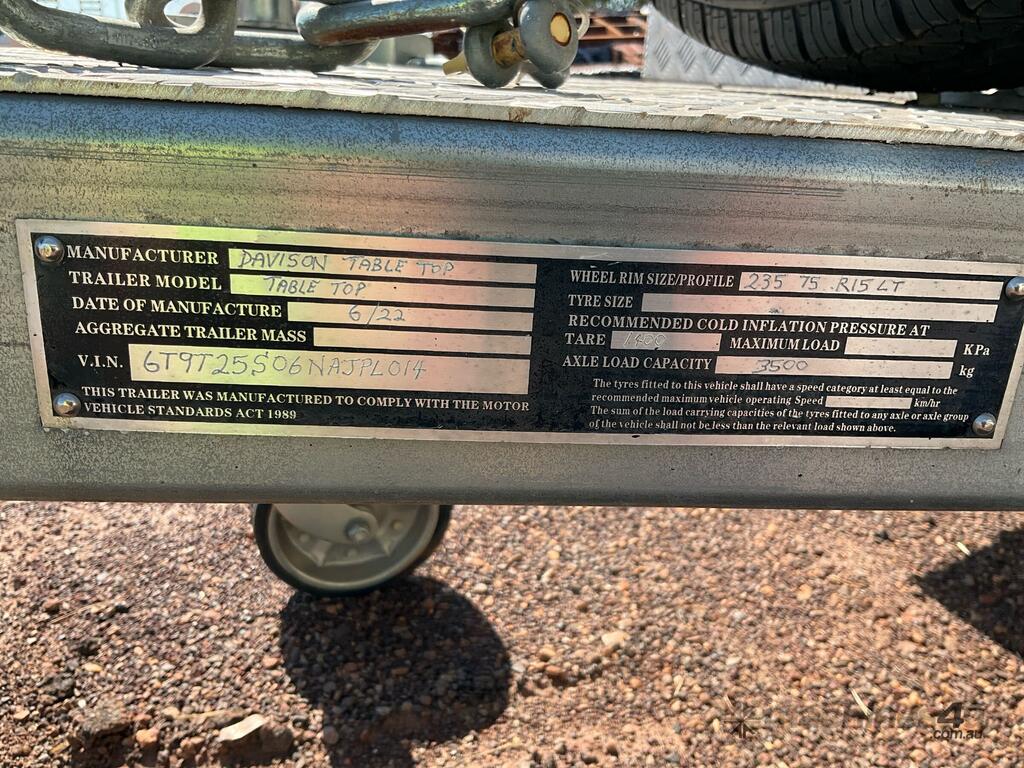 MANUFACTURER DAVISON TABLE TOP
TRAILER MODEL TABLE TOP
DATE OF MANUFACTURE 6/22
AGGREGATE TRAILER MASS
V.I.N. 6T9T25S06NAJPL014
THIS TRAILER WAS MANUFACTURED TO COMPLY WITH THE MOTOR
VEHICLE STANDARDS ACT 1989
WHEEL RIM SIZE/PROFILE 235 75 R15 LT
TYRE SIZE
RECOMMENDED COLD INFLATION PRESSURE AT
TARE 1400 MAXIMUM LOAD KPa
AXLE LOAD CAPACITY 3500 kg
The tyres fitted to this vehicle shall have a speed category at least equal to the
recommended maximum vehicle operating Speed km/hr
The sum of the load carrying capacities of the tyres fitted to any axle or axle group
of the vehicle shall not be less than the relevant load shown above.
.com.au